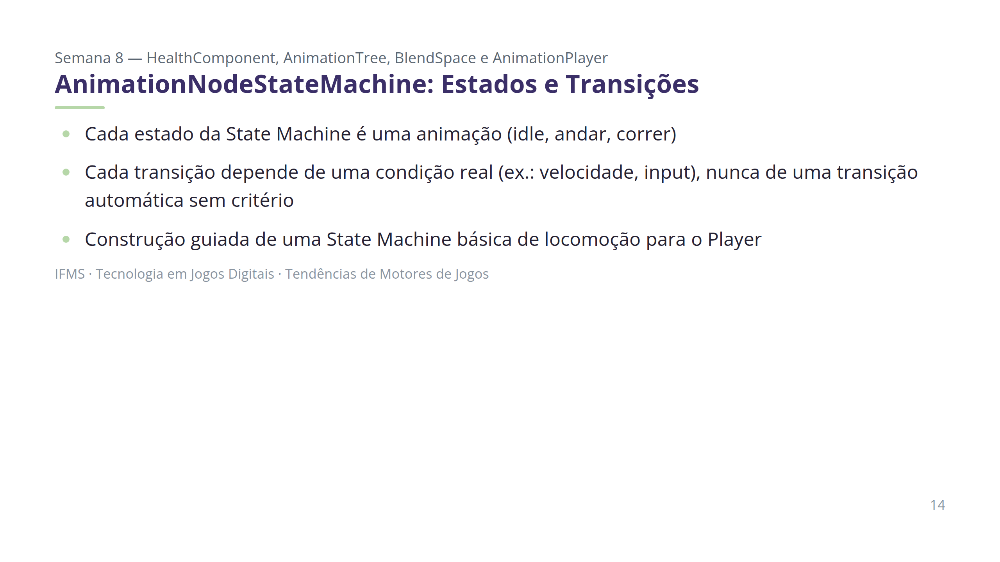 Semana 8 — HealthComponent, AnimationTree, BlendSpace e AnimationPlayer
AnimationNodeStateMachine: Estados e Transições
Cada estado da State Machine é uma animação (idle, andar, correr)
Cada transição depende de uma condição real (ex.: velocidade, input), nunca de uma transição
automática sem critério
Construção guiada de uma State Machine básica de locomoção para o Player
IFMS · Tecnologia em Jogos Digitais · Tendências de Motores de Jogos
14